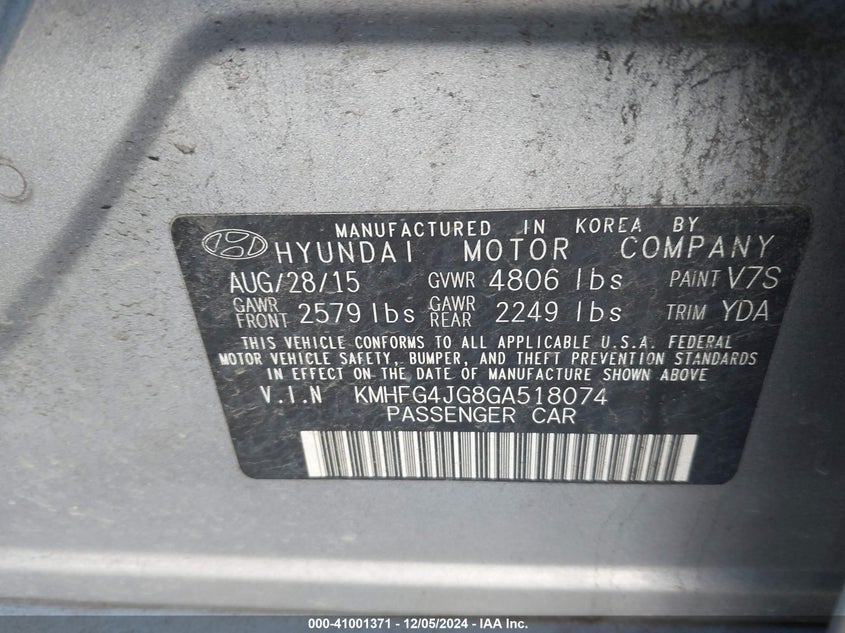 MANUFACTURED IN KOREA BY
HYUNDAI MOTOR COMPANY
AUG/28/15 GVWR 4806 lbs PAINT V7S
GAWR FRONT 2579 lbs GAWR REAR 2249 lbs TRIM YDA
THIS VEHICLE CONFORMS TO ALL APPLICABLE U.S.A. FEDERAL
MOTOR VEHICLE SAFETY, BUMPER, AND THEFT PREVENTION STANDARDS
IN EFFECT ON THE DATE OF MANUFACTURE SHOWN ABOVE
V.I.N KMHFG4JG8GA518074
PASSENGER CAR
000-41001371 - 12/05/2024 - IAA Inc.